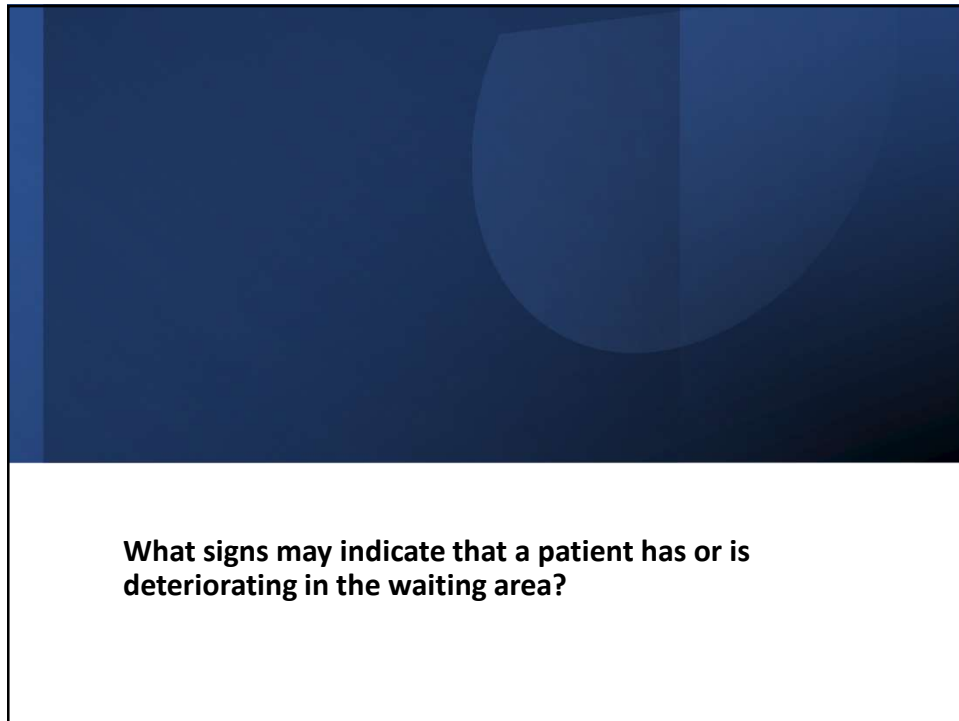 What signs may indicate that a patient has or is
deteriorating in the waiting area?